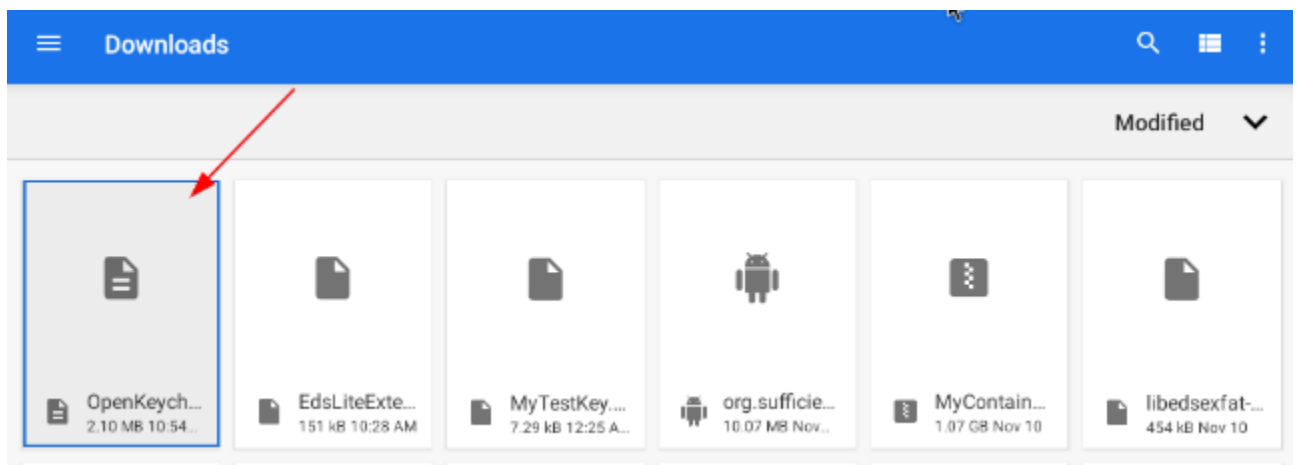 Downloads
Modified
OpenKeych...
2.10 MB 10:54...
EdsLiteExte...
151 kB 10:28 AM
MyTestKey....
7.29 kB 12:25 A...
org.sufficie...
10.07 MB Nov...
MyContain...
1.07 GB Nov 10
libedsexfat-...
454 kB Nov 10